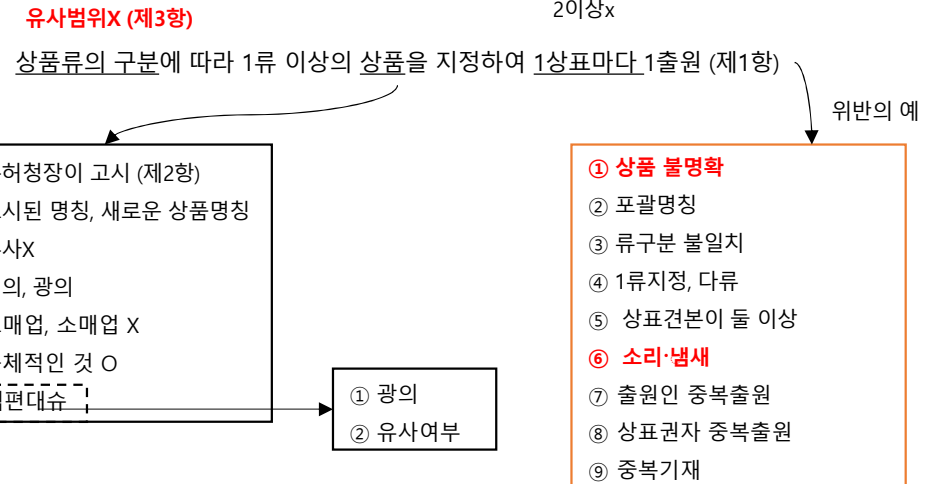 2이상x
유사범위X (제3항)
상품류의 구분에 따라 1류 이상의 상품을 지정하여 1상표마다 1출원 (제1항)
위반의 예
허청장이 고시 (제2항)
시된 명칭, 새로운 상품명칭
사X
의, 광의
매업, 소매업 X
체적인 것 O
편대슈
① 광의
② 유사여부
① 상품 불명확
② 포괄명칭
③ 류구분 불일치
④ 1류지정, 다류
⑤ 상표견본이 둘 이상
⑥ 소리·냄새
⑦ 출원인 중복출원
⑧ 상표권자 중복출원
⑨ 중복기재